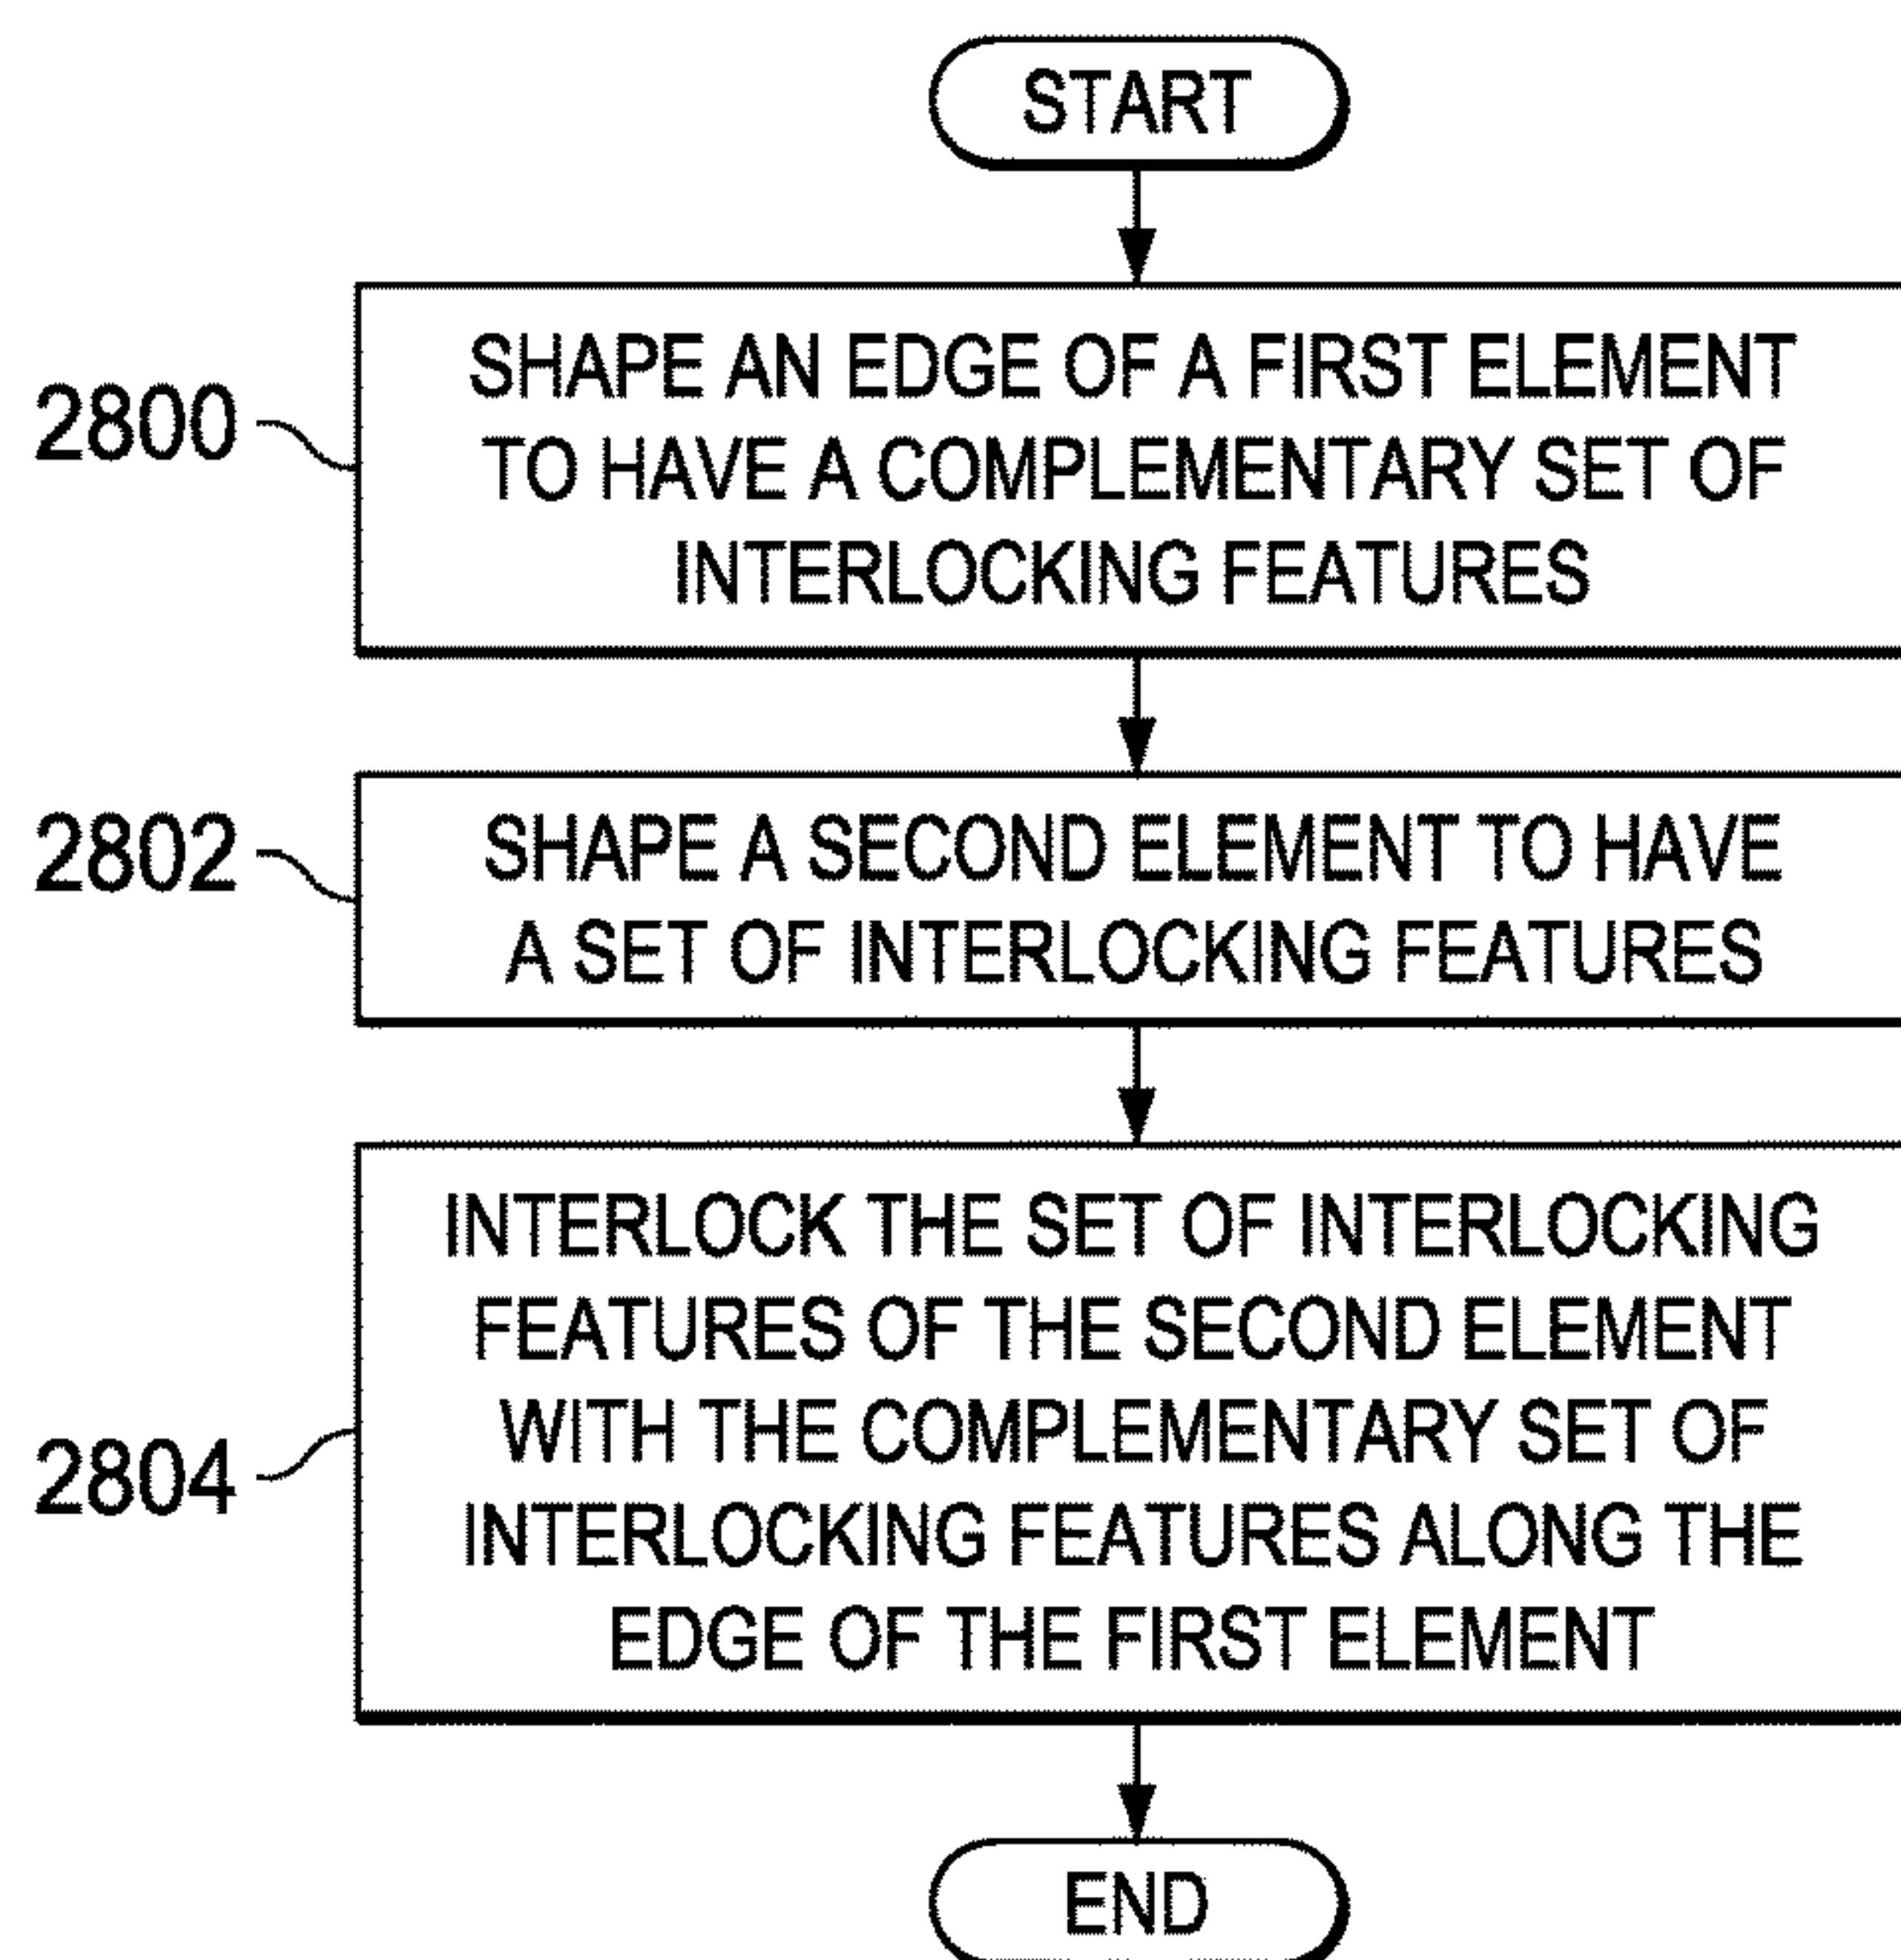 START
2800
SHAPE AN EDGE OF A FIRST ELEMENT
TO HAVE A COMPLEMENTARY SET OF
INTERLOCKING FEATURES
2802
SHAPE A SECOND ELEMENT TO HAVE
A SET OF INTERLOCKING FEATURES
2804
INTERLOCK THE SET OF INTERLOCKING
FEATURES OF THE SECOND ELEMENT
WITH THE COMPLEMENTARY SET OF
INTERLOCKING FEATURES ALONG THE
EDGE OF THE FIRST ELEMENT
END